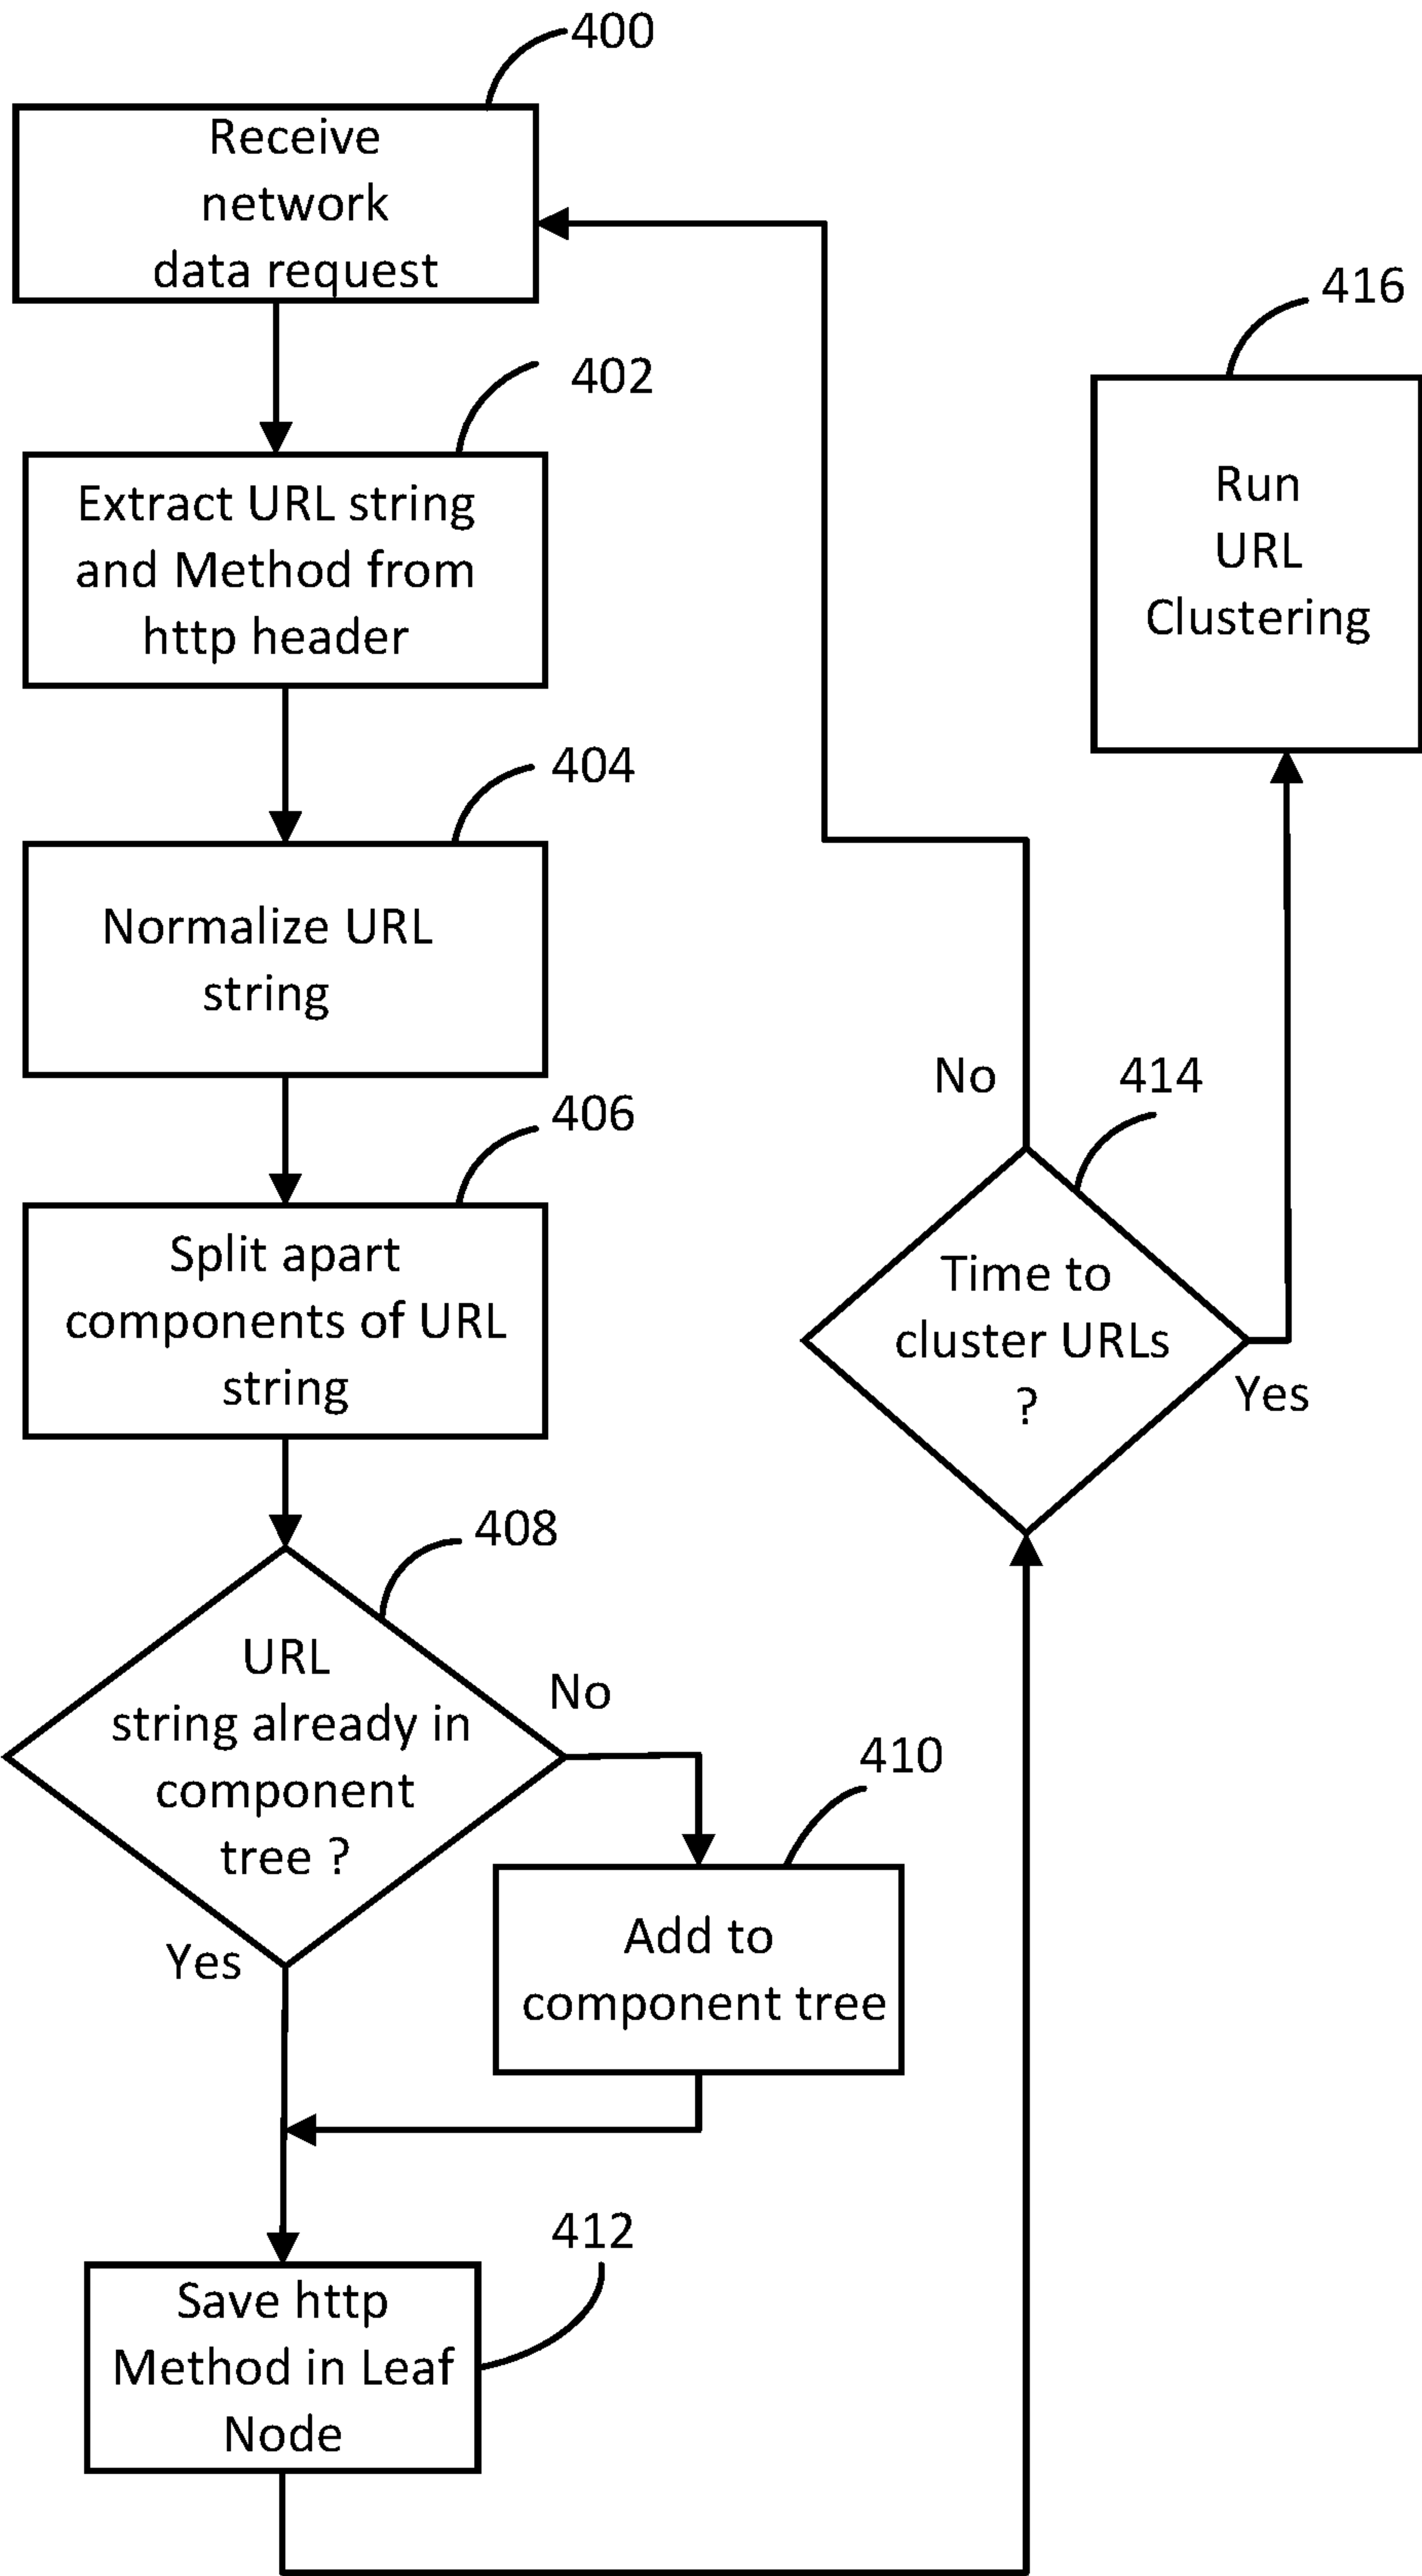 400
Receive
network
data request
402
Extract URL string
and Method from
http header
404
Normalize URL
string
406
Split apart
components of URL
string
408
URL
string already in
component
tree ?
No
Yes
410
Add to
component tree
412
Save http
Method in Leaf
Node
414
Time to
cluster URLs
?
No
Yes
416
Run
URL
Clustering